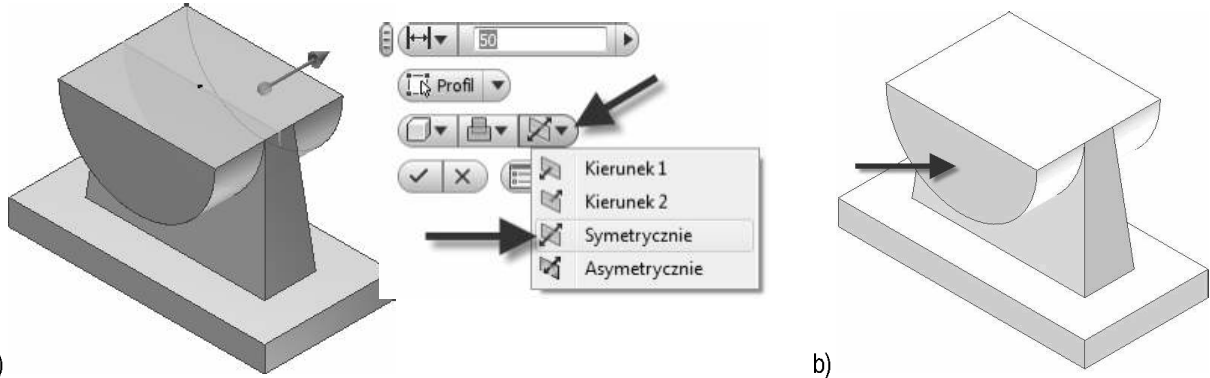 50
Profil
Kierunek 1
Kierunek 2
Symetrycznie
Asymetrycznie
)
b)